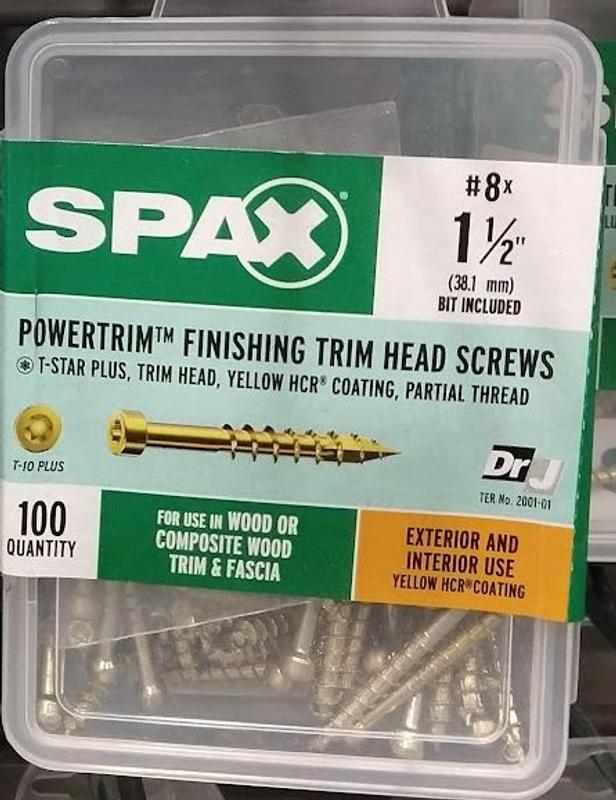 SPAX®
#8x
1 ½"
(38.1 mm)
BIT INCLUDED
POWERTRIM™ FINISHING TRIM HEAD SCREWS
T-STAR PLUS, TRIM HEAD, YELLOW HCR® COATING, PARTIAL THREAD
T-10 PLUS
DrJ
TER No. 2001-01
100
QUANTITY
FOR USE IN WOOD OR
COMPOSITE WOOD
TRIM & FASCIA
EXTERIOR AND
INTERIOR USE
YELLOW HCR® COATING